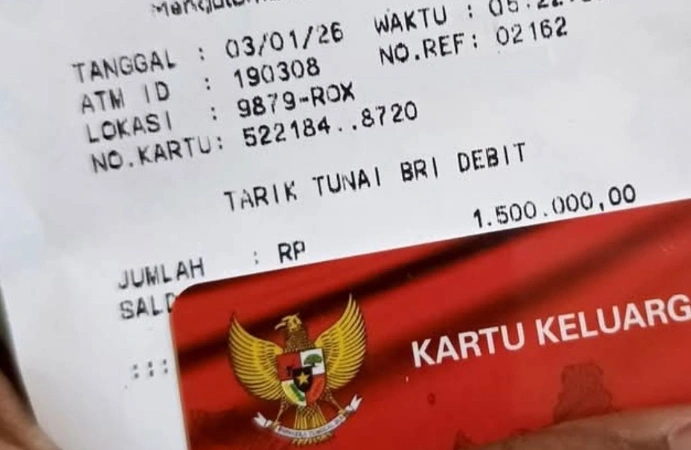 TANGGAL : 03/01/26 WAKTU :
ATM ID : 190308 NO.REF: 02162
LOKASI : 9879-ROX
NO.KARTU: 522184..8720
TARIK TUNAI BRI DEBIT
JUMLAH : RP 1.500.000,00
KARTU KELUARG